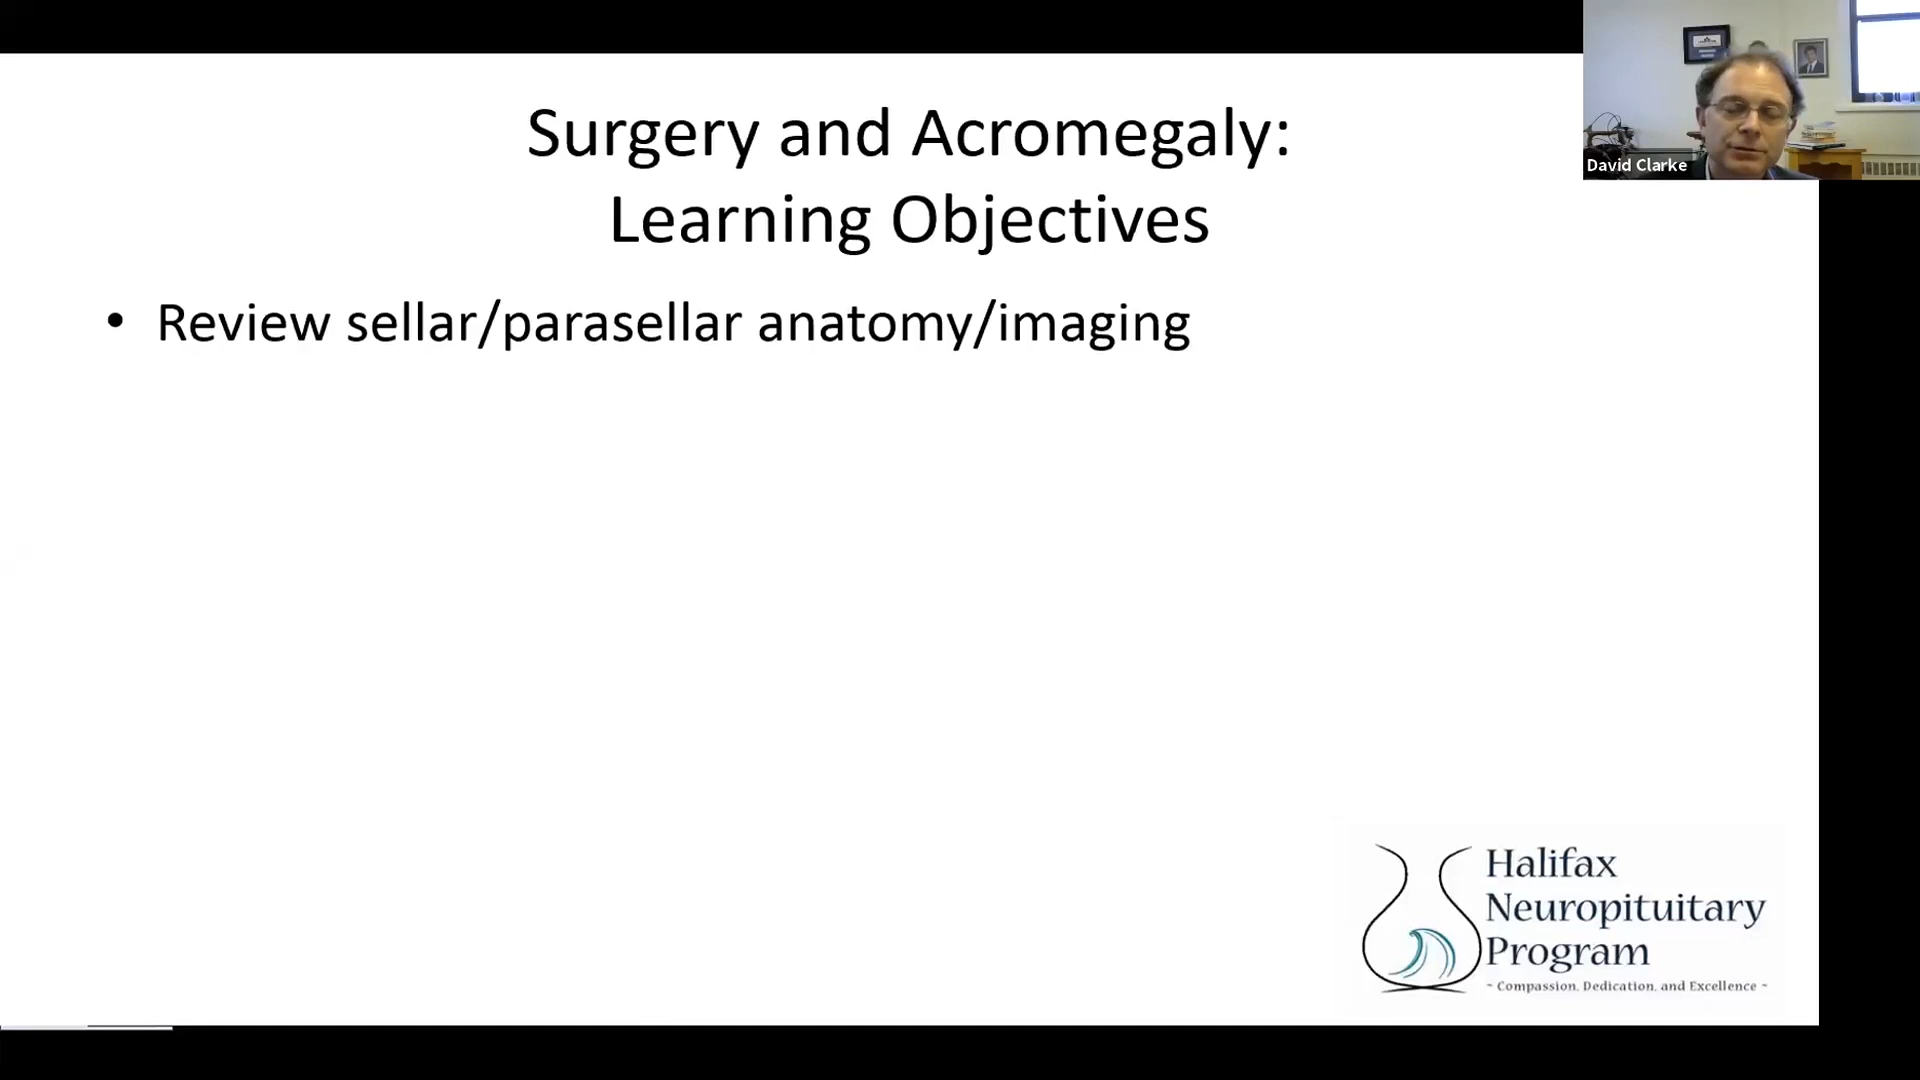 Surgery and Acromegaly:
Learning Objectives
• Review sellar/parasellar anatomy/imaging
David Clarke
Halifax
Neuropituitary
Program
~ Compassion, Dedication, and Excellence ~